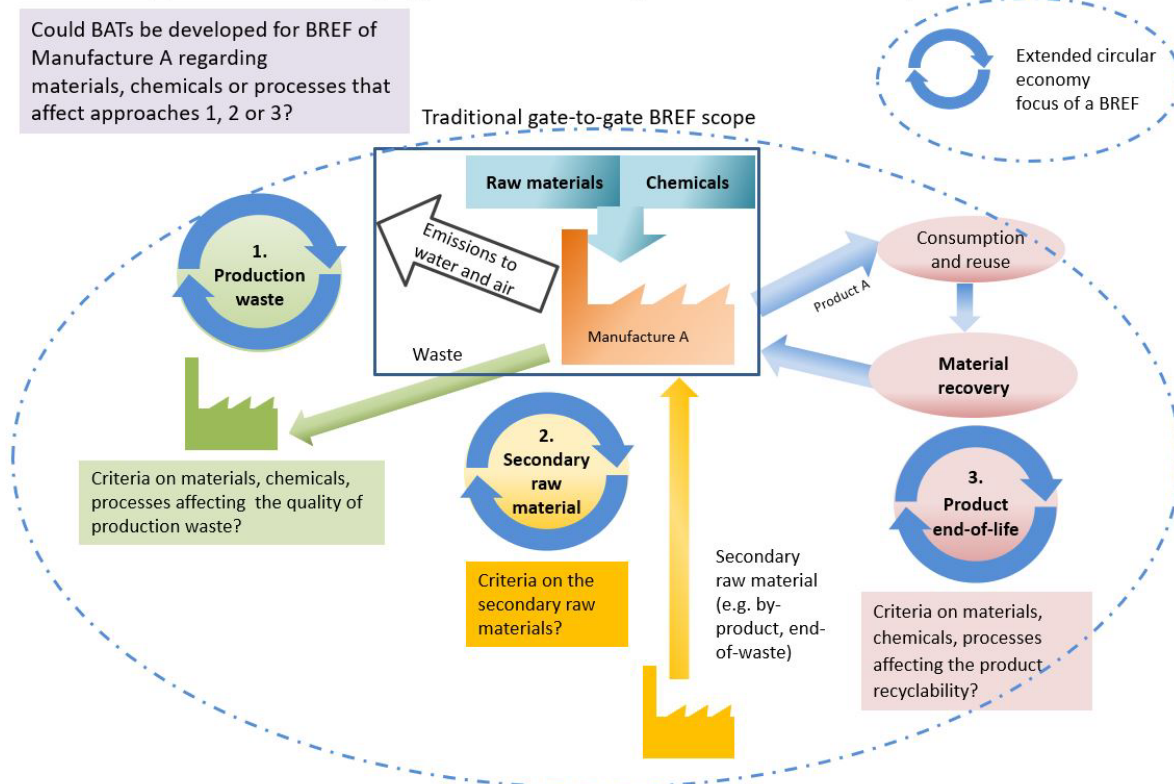 Could BATs be developed for BREF of
Manufacture A regarding
materials, chemicals or processes that
affect approaches 1, 2 or 3?
Extended circular
economy
focus of a BREF
Traditional gate-to-gate BREF scope
Raw materials
Chemicals
Emissions to
water and air
Manufacture A
1.
Production
waste
Waste
Criteria on materials, chemicals,
processes affecting the quality of
production waste?
2.
Secondary
raw
material
Criteria on the
secondary raw
materials?
Secondary
raw material
(e.g. by-
product, end-
of-waste)
Product A
Consumption
and reuse
Material
recovery
3.
Product
end-of-life
Criteria on materials,
chemicals, processes
affecting the product
recyclability?